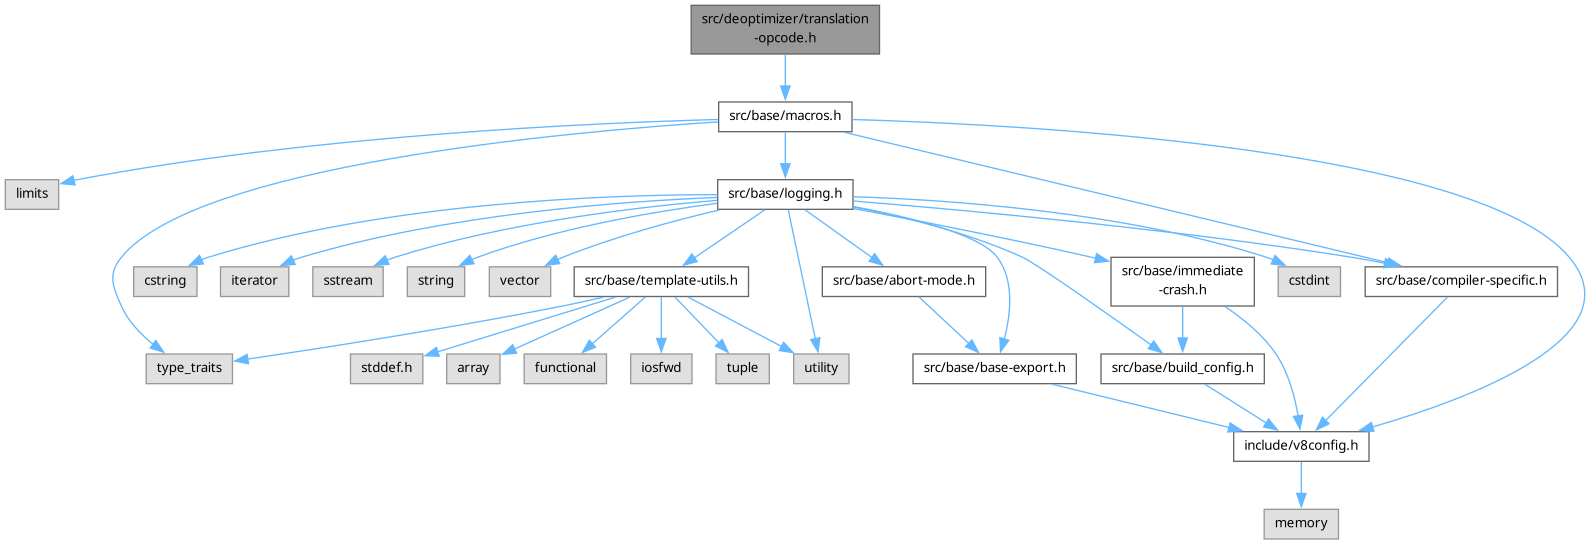 src/deoptimizer/translation
-opcode.h
src/base/macros.h
limits
src/base/logging.h
cstring
iterator
sstream
string
vector
src/base/template-utils.h
src/base/abort-mode.h
src/base/immediate
-crash.h
cstdint
src/base/compiler-specific.h
type_traits
stddef.h
array
functional
iosfwd
tuple
utility
src/base/base-export.h
src/base/build_config.h
include/v8config.h
memory